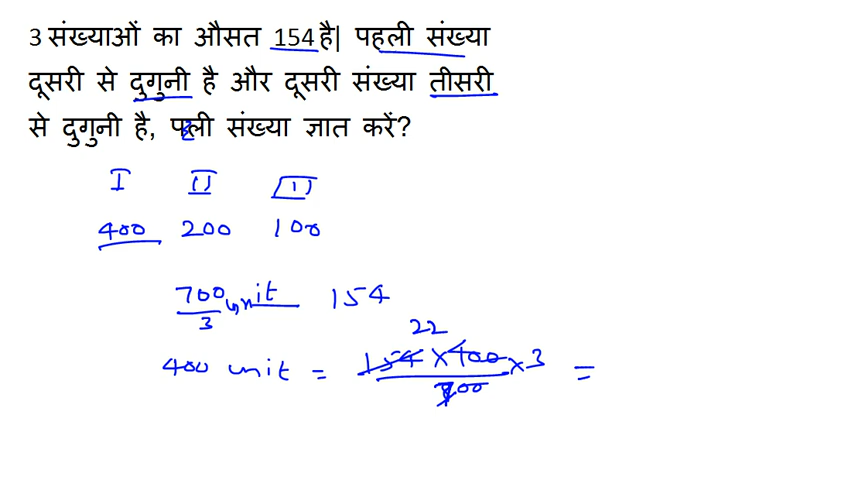 3 संख्याओं का औसत 154 है| पहली संख्या
दूसरी से दुगुनी है और दूसरी संख्या तीसरी
से दुगुनी है, पहली संख्या ज्ञात करें?
I II III
400 200 100
700/3 unit 154
22
400 unit = 154 × 400 / 700 × 3 =